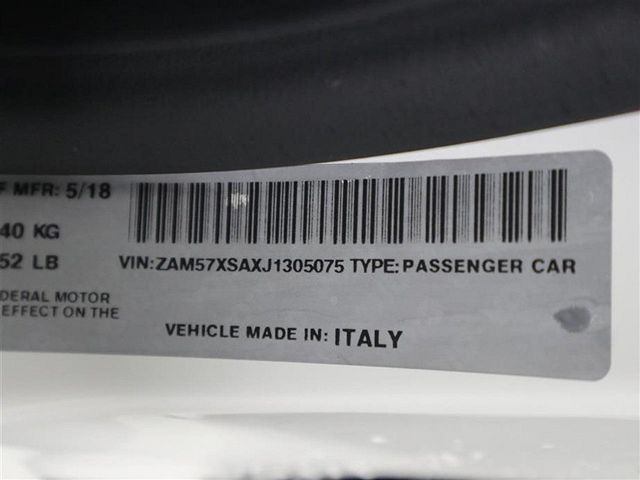 F MFR: 5/18
40 KG
52 LB
VIN:ZAM57XSAXJ1305075 TYPE:PASSENGER CAR
DERAL MOTOR
EFFECT ON THE
VEHICLE MADE IN: ITALY